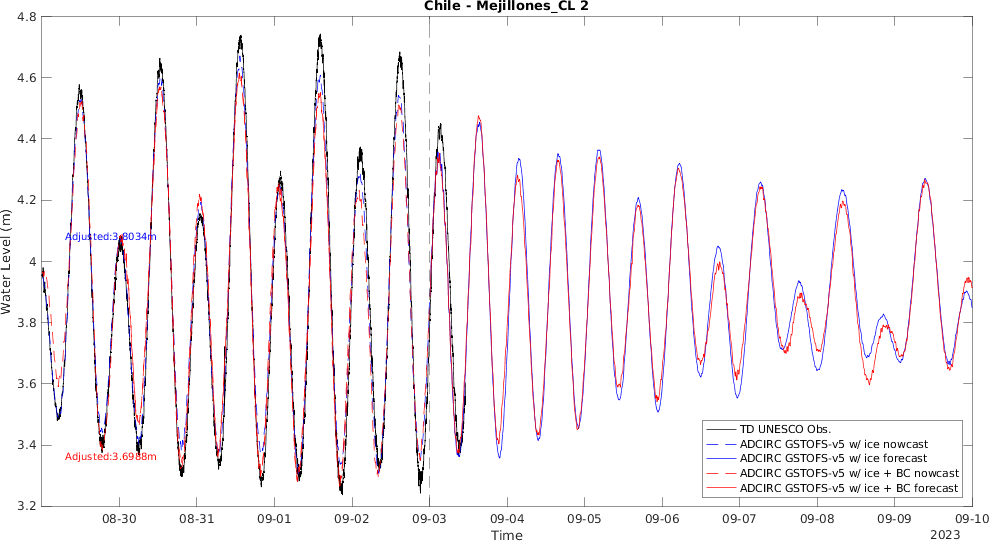 Chile - Mejillones_CL 2
4.8
4.6
4.4
4.2
4
3.8
3.6
3.4
3.2
Water Level (m)
Adjusted:3.8034m
Adjusted:3.6988m
TD UNESCO Obs.
ADCIRC GSTOFS-v5 w/ ice nowcast
ADCIRC GSTOFS-v5 w/ ice forecast
ADCIRC GSTOFS-v5 w/ ice + BC nowcast
ADCIRC GSTOFS-v5 w/ ice + BC forecast
08-30 08-31 09-01 09-02 09-03 09-04 09-05 09-06 09-07 09-08 09-09 09-10
Time
2023